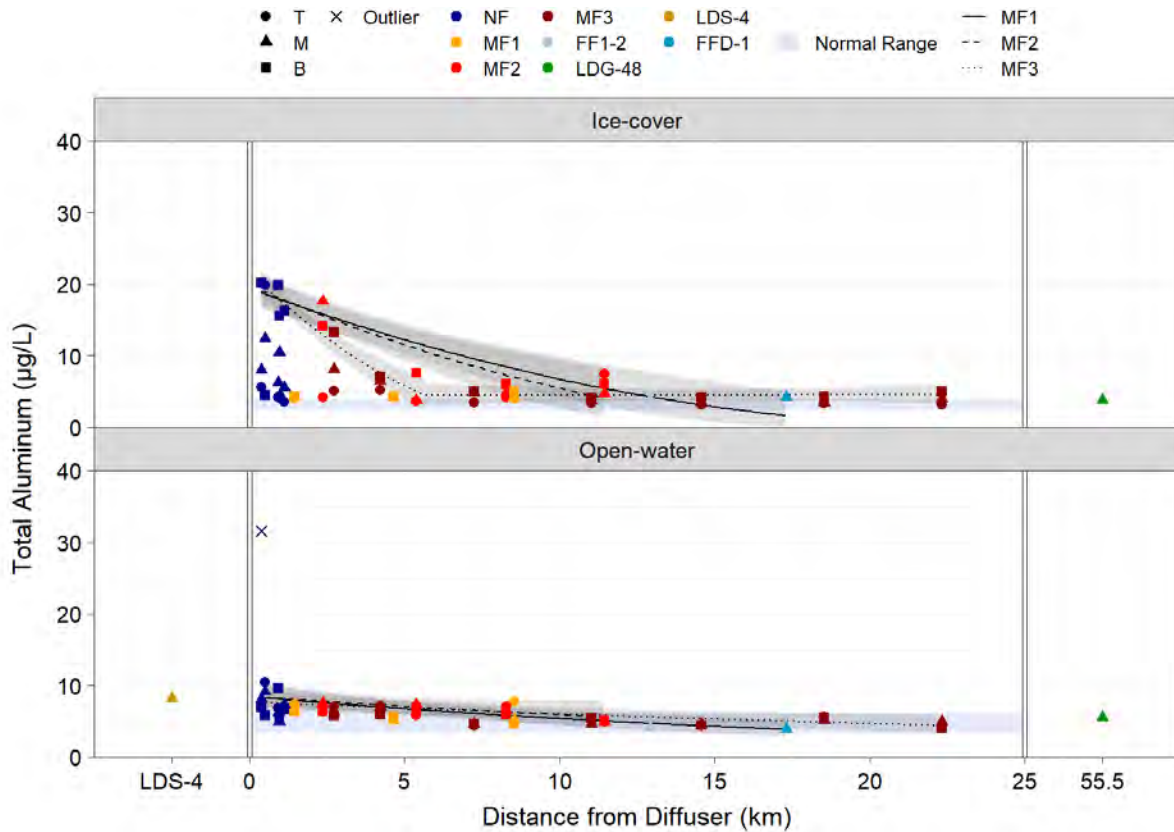 T × Outlier NF MF3 LDS-4 MF1
M MF1 FF1-2 FFD-1 Normal Range MF2
B MF2 LDG-48 MF3
Ice-cover
40
30
20
10
0
Total Aluminum (µg/L)
Open-water
40
30
20
10
0
LDS-4 0 5 10 15 20 25 55.5
Distance from Diffuser (km)